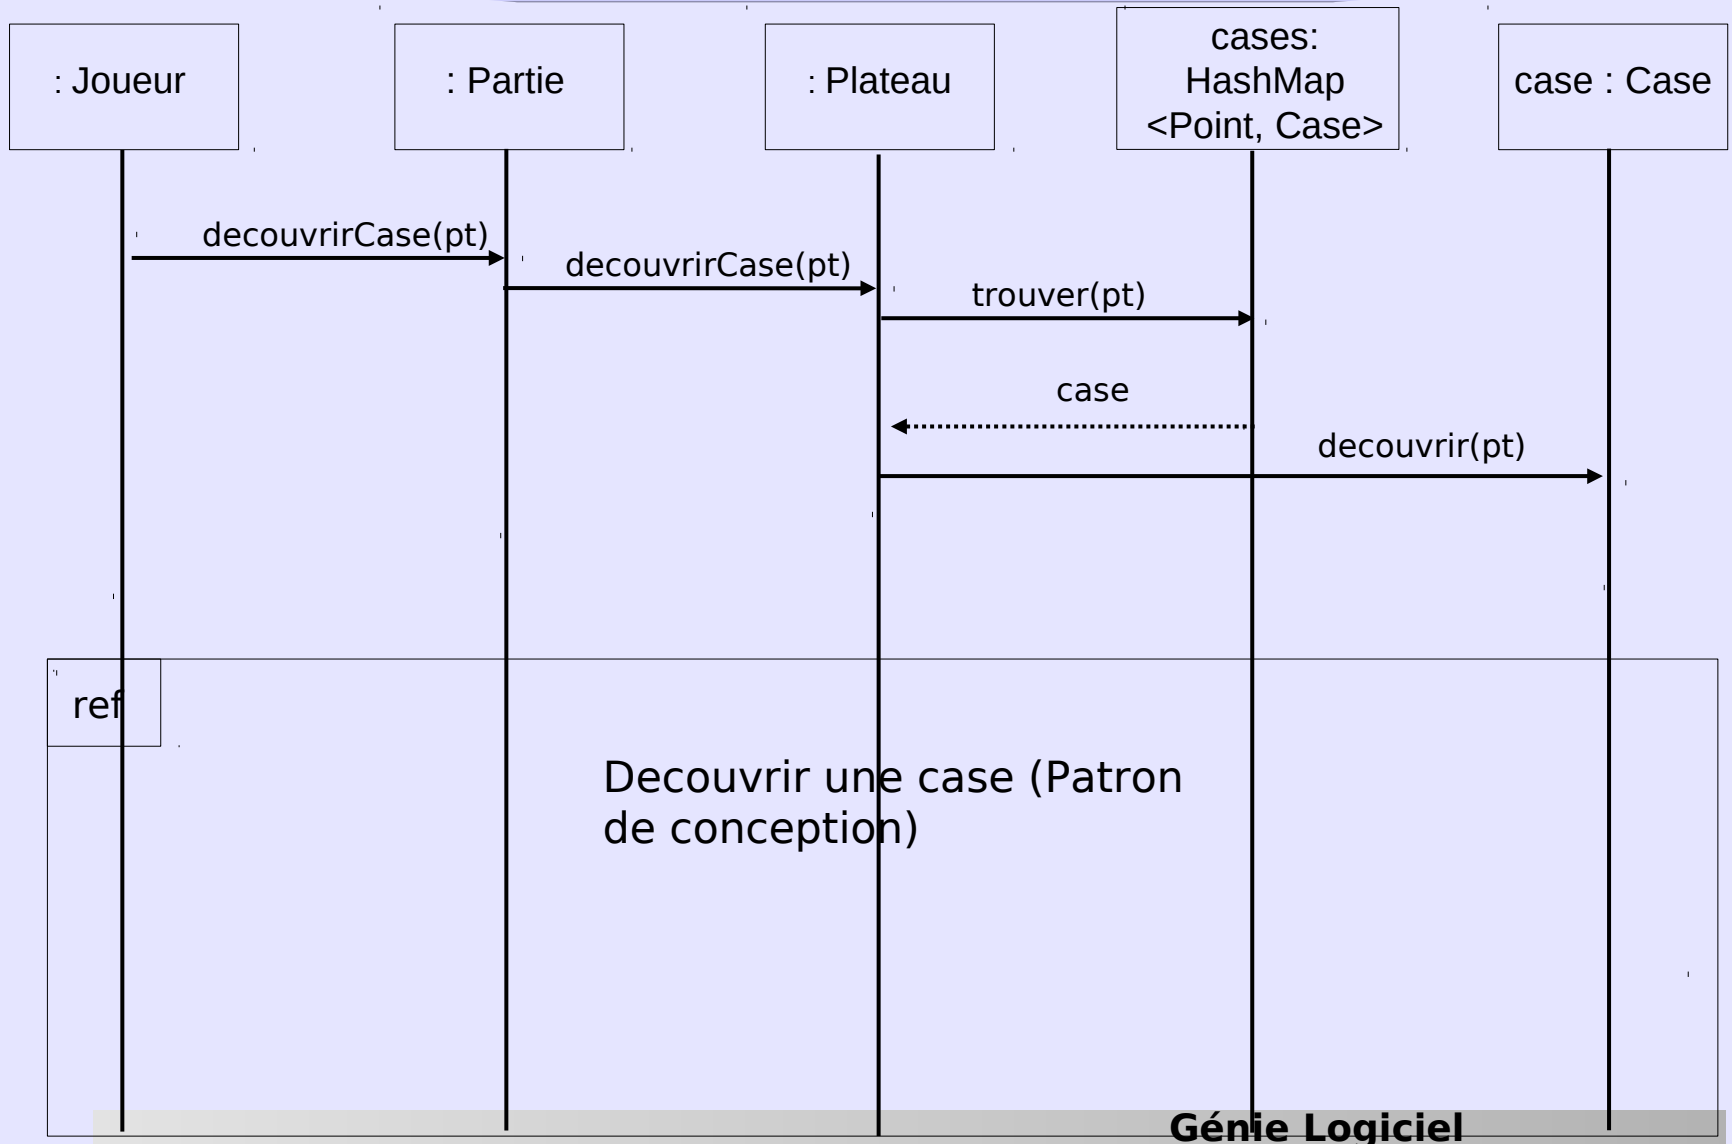 : Joueur
: Partie
: Plateau
cases:
HashMap
<Point, Case>
case : Case
decouvrirCase(pt)
decouvrirCase(pt)
trouver(pt)
case
decouvrir(pt)
ref
Decouvrir une case (Patron
de conception)
Génie Logiciel